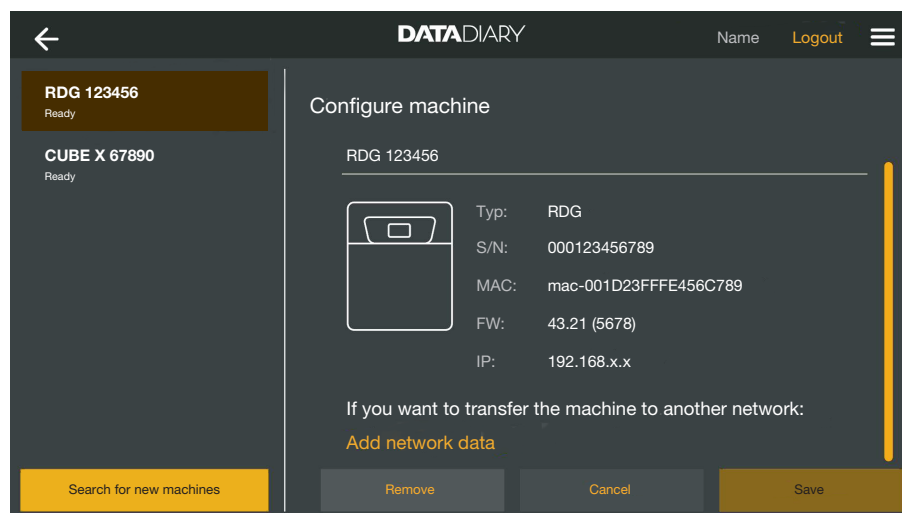 DATADIARY
Name
Logout
RDG 123456
Ready
CUBE X 67890
Ready
Search for new machines
Configure machine
RDG 123456
Typ: RDG
S/N: 000123456789
MAC: mac-001D23FFFE456C789
FW: 43.21 (5678)
IP: 192.168.x.x
If you want to transfer the machine to another network:
Add network data
Remove
Cancel
Save